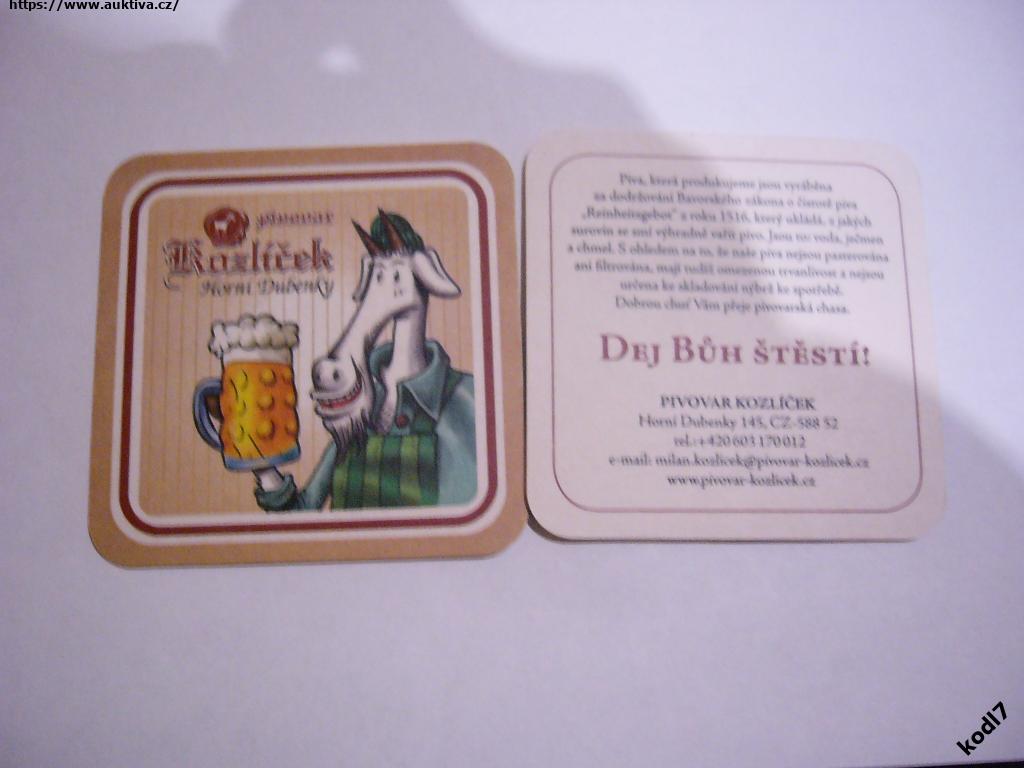 https://www.auktiva.cz/
pivovar
Kozlíček
Horní Dubenky
Piva, která produkujeme jsou vyráběna
za dodržování Bavorského zákona o čistotě piva
„Reinheitsgebot" z roku 1516, který ukládá, z jakých
surovin se smí výhradně vařit pivo. Jsou to: voda, ječmen
a chmel. S ohledem na to, že naše piva nejsou pasterována
ani filtrována, mají tudíž omezenou trvanlivost a nejsou
určena ke skladování nýbrž ke spotřebě.
Dobrou chuť Vám přeje pivovarská chasa.
DEJ BŮH ŠTĚSTÍ!
PIVOVAR KOZLÍČEK
Horní Dubenky 145, CZ-588 52
tel.:+420 603 170 012
e-mail: milan.kozlicek@pivovar-kozlicek.cz
www.pivovar-kozlicek.cz
kodl7